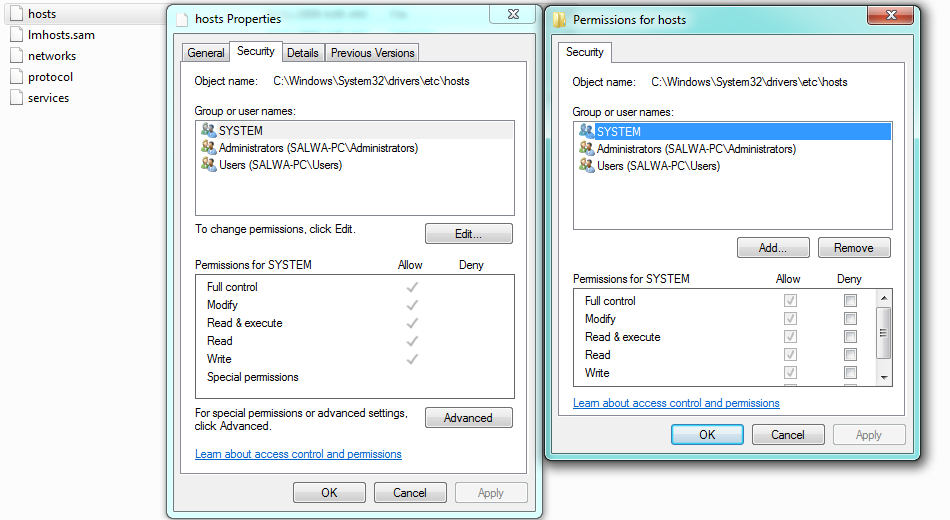 hosts
lmhosts.sam
networks
protocol
services
hosts Properties
General Security Details Previous Versions
Object name: C:\Windows\System32\drivers\etc\hosts
Group or user names:
SYSTEM
Administrators (SALWA-PC\Administrators)
Users (SALWA-PC\Users)
To change permissions, click Edit.
Edit...
Permissions for SYSTEM Allow Deny
Full control
Modify
Read & execute
Read
Write
Special permissions
For special permissions or advanced settings,
click Advanced.
Advanced
Learn about access control and permissions
OK Cancel Apply
Permissions for hosts
Security
Object name: C:\Windows\System32\drivers\etc\hosts
Group or user names:
SYSTEM
Administrators (SALWA-PC\Administrators)
Users (SALWA-PC\Users)
Add... Remove
Permissions for SYSTEM Allow Deny
Full control
Modify
Read & execute
Read
Write
Learn about access control and permissions
OK Cancel Apply